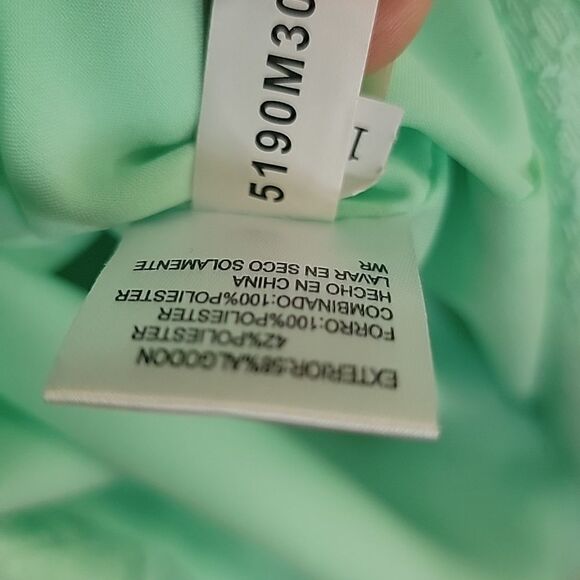 5190M30
EXTERIOR:58%ALGODON
42%POLIESTER
FORRO:100%POLIESTER
COMBINADO:100%POLIESTER
HECHO EN CHINA
LAVAR EN SECO SOLAMENTE
WR